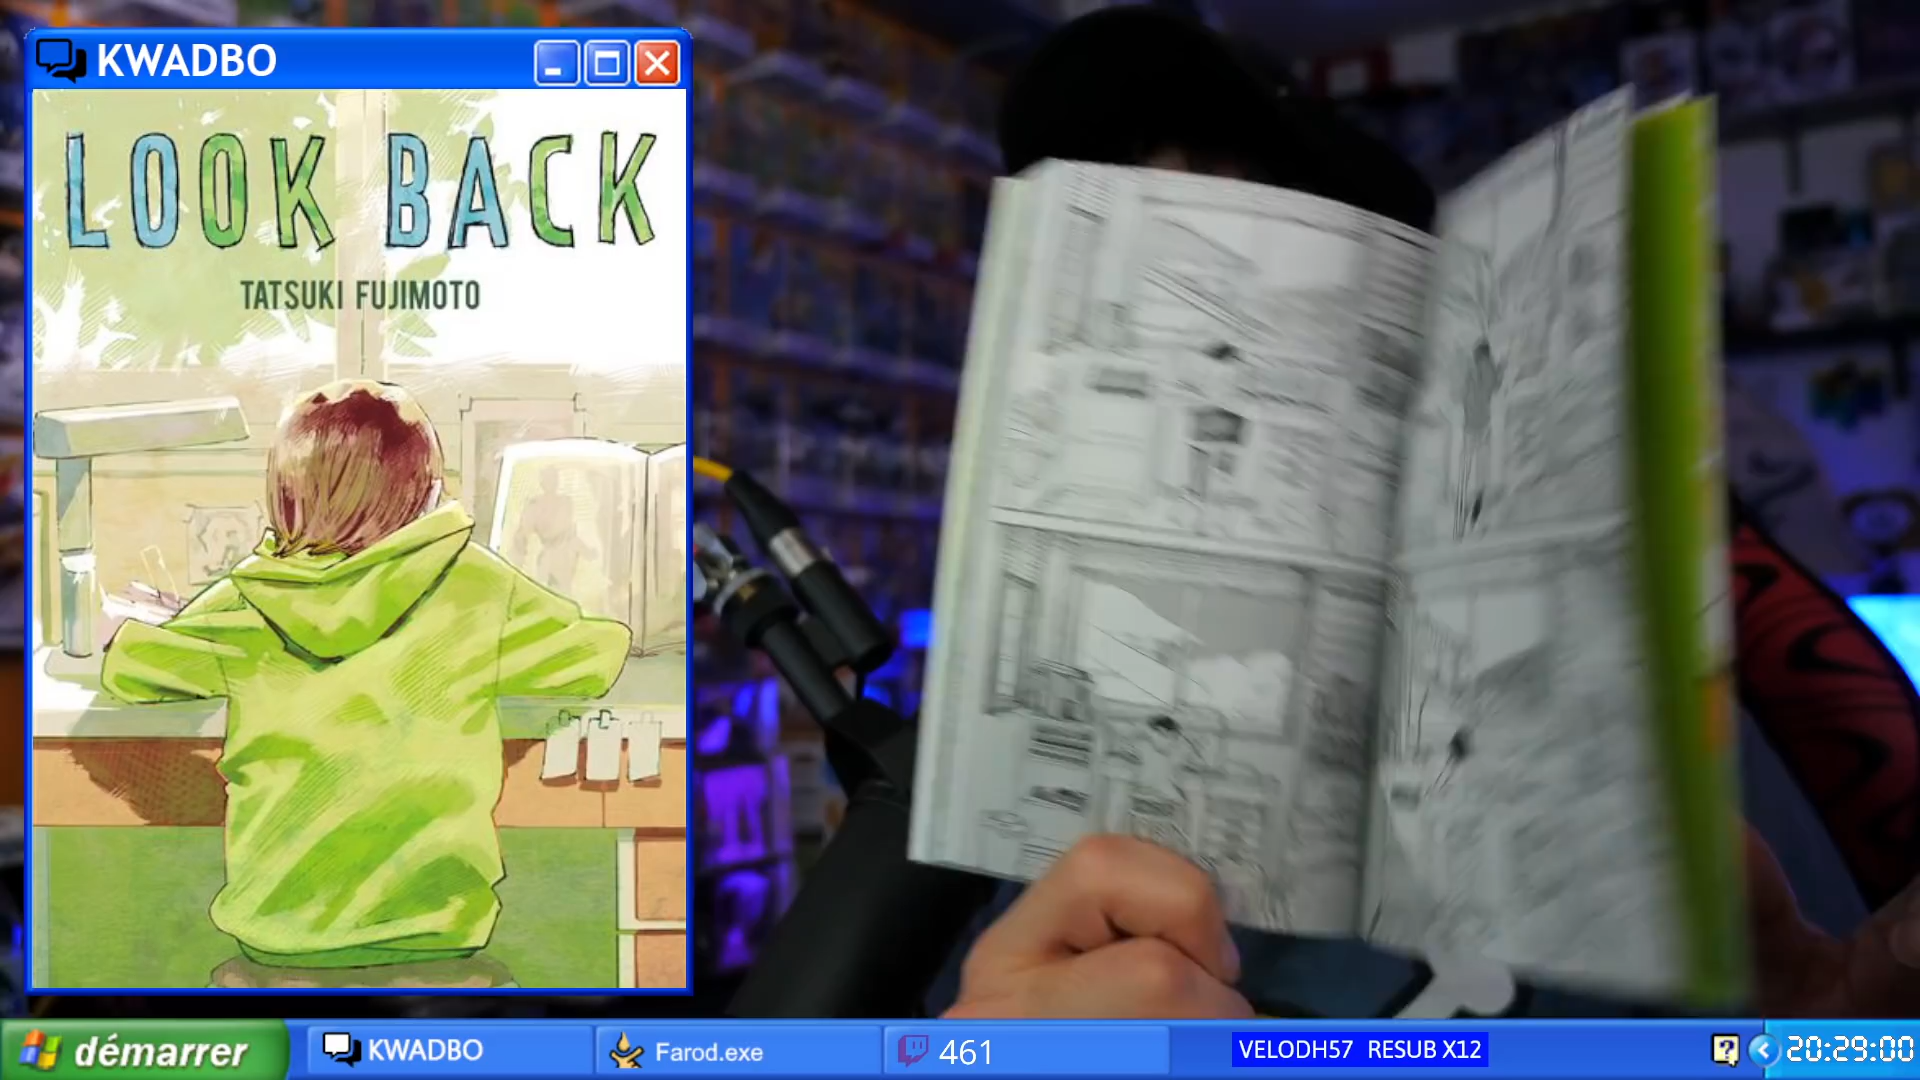 KWADBO
LOOK BACK
TATSUKI FUJIMOTO
démarrer
KWADBO
Farod.exe
461
VELODH57 RESUB X12
?
20:29:00